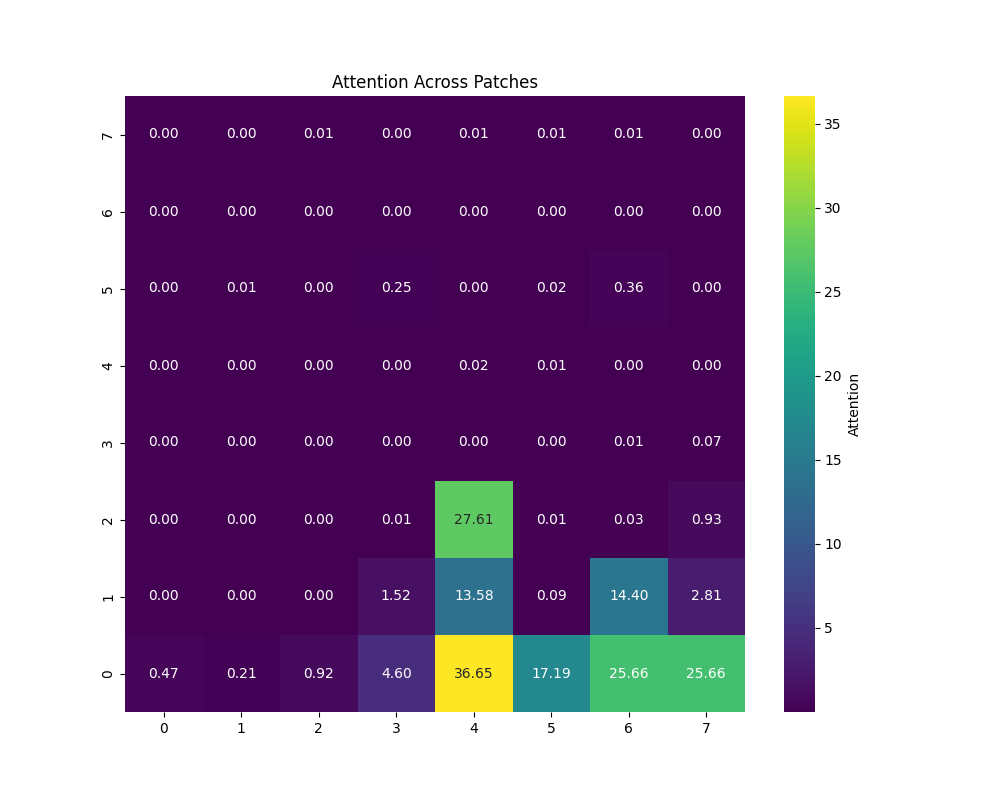 Attention Across Patches
7 0.00 0.00 0.01 0.00 0.01 0.01 0.01 0.00
6 0.00 0.00 0.00 0.00 0.00 0.00 0.00 0.00
5 0.00 0.01 0.00 0.25 0.00 0.02 0.36 0.00
4 0.00 0.00 0.00 0.00 0.02 0.01 0.00 0.00
3 0.00 0.00 0.00 0.00 0.00 0.00 0.01 0.07
2 0.00 0.00 0.00 0.01 27.61 0.01 0.03 0.93
1 0.00 0.00 0.00 1.52 13.58 0.09 14.40 2.81
0 0.47 0.21 0.92 4.60 36.65 17.19 25.66 25.66
0 1 2 3 4 5 6 7
35
30
25
20
15
10
5
Attention